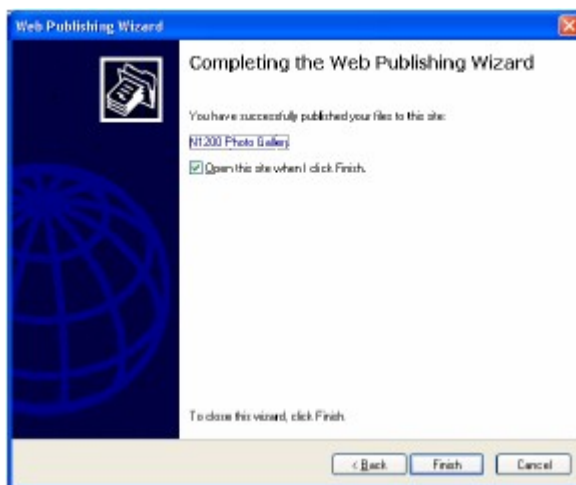 Web Publishing Wizard
Completing the Web Publishing Wizard
You have successfully published your files to this site:
N1200 Photo Gallery
Open this site when I click Finish.
To close this wizard, click Finish.
< Back Finish Cancel